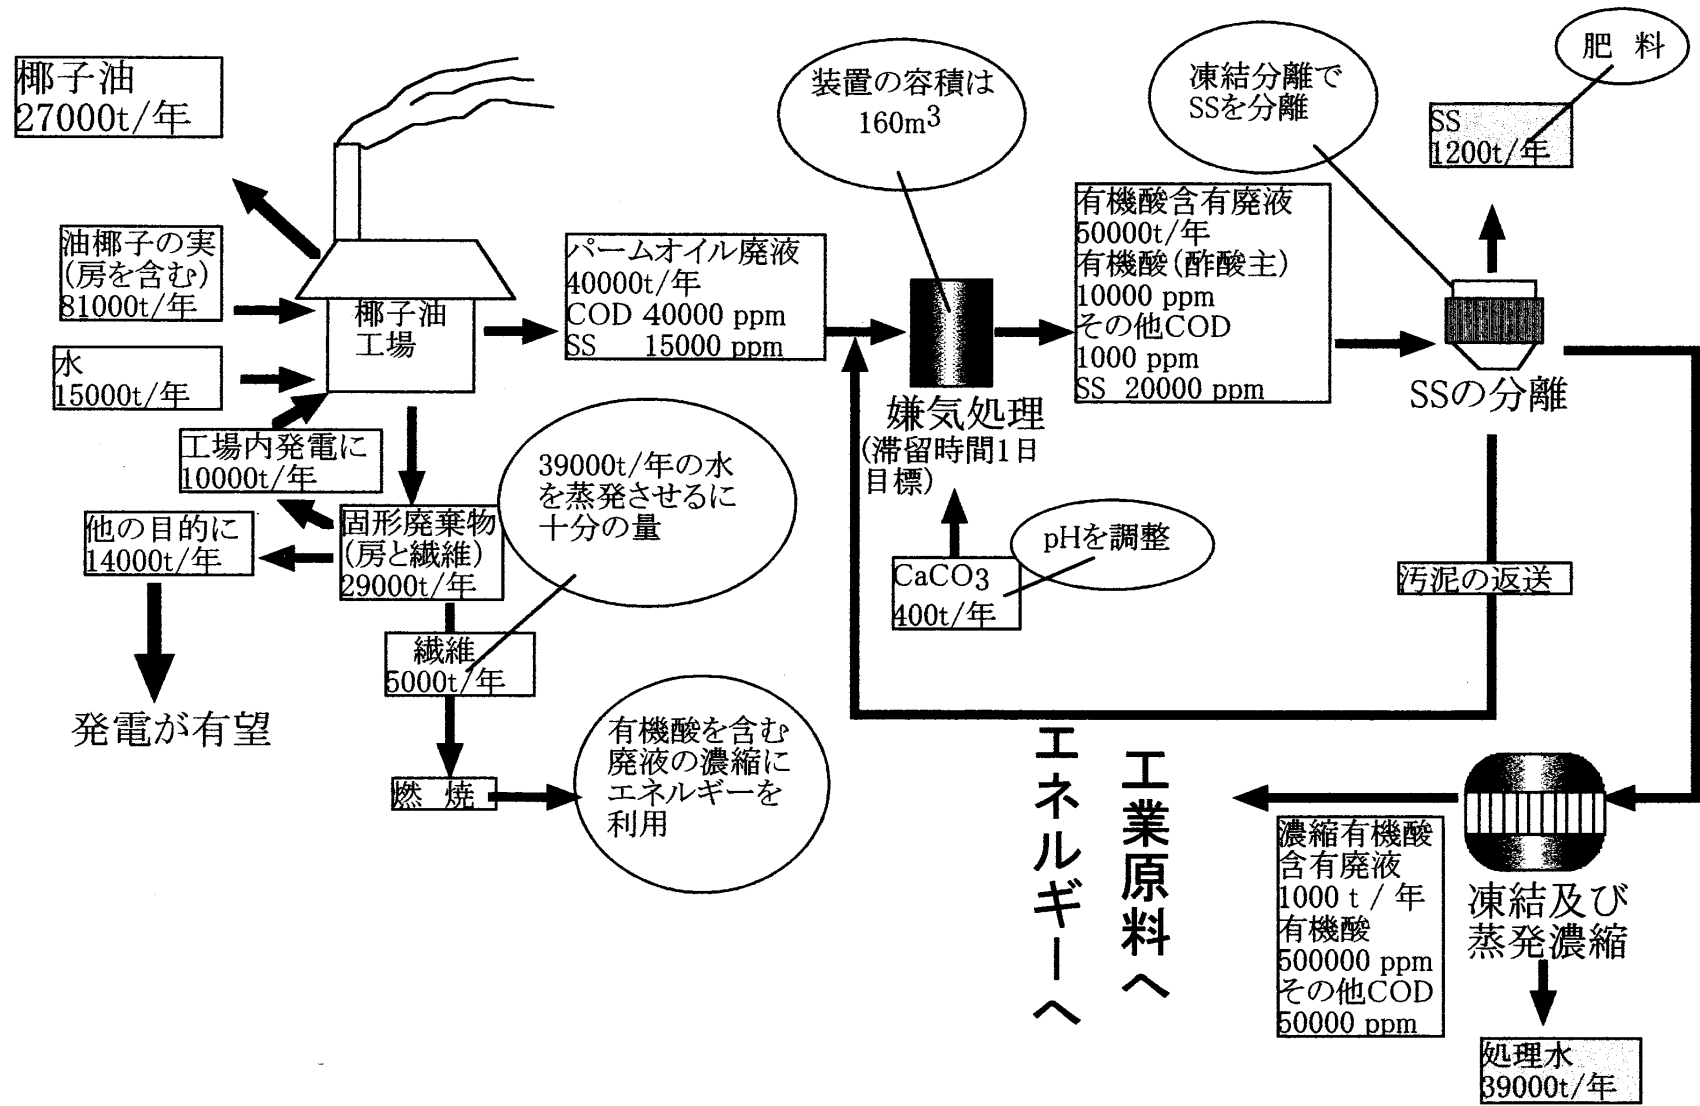 椰子油
27000t/年
油椰子の実
(房を含む)
81000t/年
水
15000t/年
椰子油
工場
工場内発電に
10000t/年
他の目的に
14000t/年
発電が有望
固形廃棄物
(房と繊維)
29000t/年
39000t/年の水
を蒸発させるに
十分の量
繊維
5000t/年
燃 焼
有機酸を含む
廃液の濃縮に
エネルギーを
利用
パームオイル廃液
40000t/年
COD 40000 ppm
SS 15000 ppm
装置の容積は
160m3
嫌気処理
(滞留時間1日
目標)
CaCO3
400t/年
pHを調整
有機酸含有廃液
50000t/年
有機酸(酢酸主)
10000 ppm
その他COD
1000 ppm
SS 20000 ppm
凍結分離で
SSを分離
肥 料
SS
1200t/年
SSの分離
汚泥の返送
凍結及び
蒸発濃縮
濃縮有機酸
含有廃液
1000 t / 年
有機酸
500000 ppm
その他COD
50000 ppm
工業原料へ
エネルギーへ
処理水
39000t/年